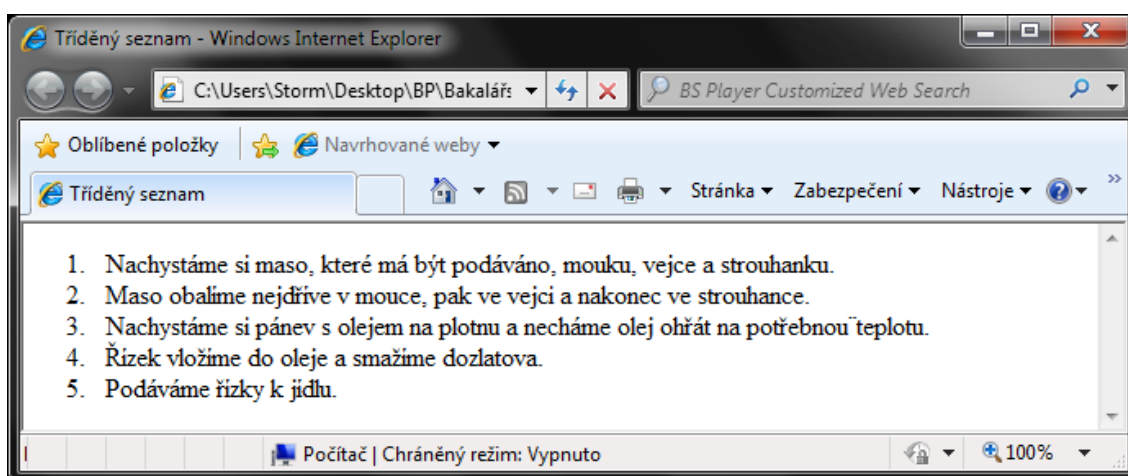 Tříděný seznam - Windows Internet Explorer
C:\Users\Storm\Desktop\BP\Bakalářs BS Player Customized Web Search
Oblíbené položky Navrhované weby
Tříděný seznam Stránka Zabezpečení Nástroje
1. Nachystáme si maso, které má být podáváno, mouku, vejce a strouhanku.
2. Maso obalíme nejdříve v mouce, pak ve vejci a nakonec ve strouhance.
3. Nachystáme si pánev s olejem na plotnu a necháme olej ohřát na potřebnou¨teplotu.
4. Řízek vložíme do oleje a smažíme dozlatova.
5. Podáváme řízky k jídlu.
Počítač | Chráněný režim: Vypnuto 100%